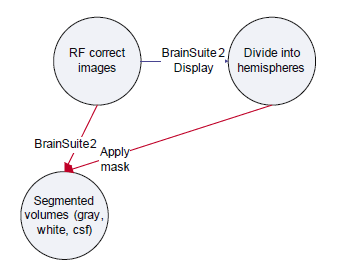 RF correct
images
BrainSuite2
Display
Divide into
hemispheres
BrainSuite2
Apply
mask
Segmented
volumes (gray,
white, csf)